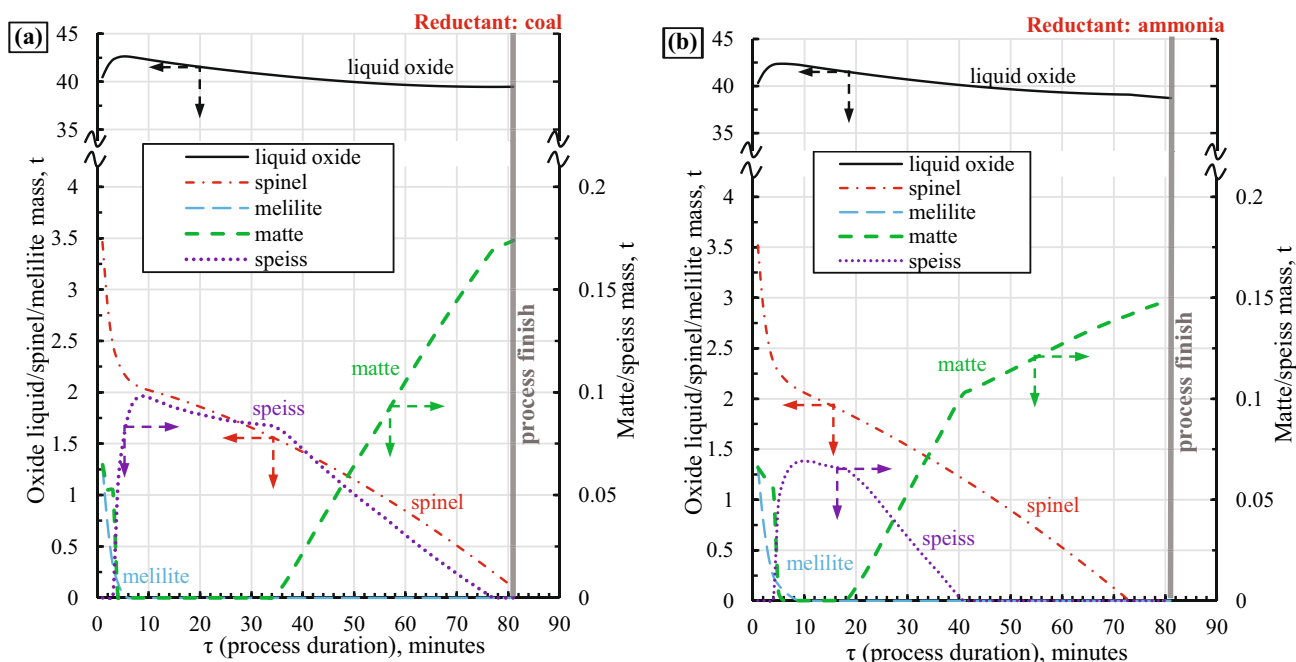 (a)
Reductant: coal
45
40
35
liquid oxide
liquid oxide
spinel
melilite
matte
speiss
4
3.5
3
2.5
2
1.5
1
0.5
0
0.2
0.15
0.1
0.05
0
matte
speiss
spinel
melilite
process finish
Oxide liquid/spinel/melilite mass, t
Matte/speiss mass, t
0 10 20 30 40 50 60 70 80 90
τ (process duration), minutes
(b)
Reductant: ammonia
45
40
35
liquid oxide
liquid oxide
spinel
melilite
matte
speiss
4
3.5
3
2.5
2
1.5
1
0.5
0
0.2
0.15
0.1
0.05
0
matte
spinel
speiss
melilite
process finish
Oxide liquid/spinel/melilite mass, t
Matte/speiss mass, t
0 10 20 30 40 50 60 70 80 90
τ (process duration), minutes